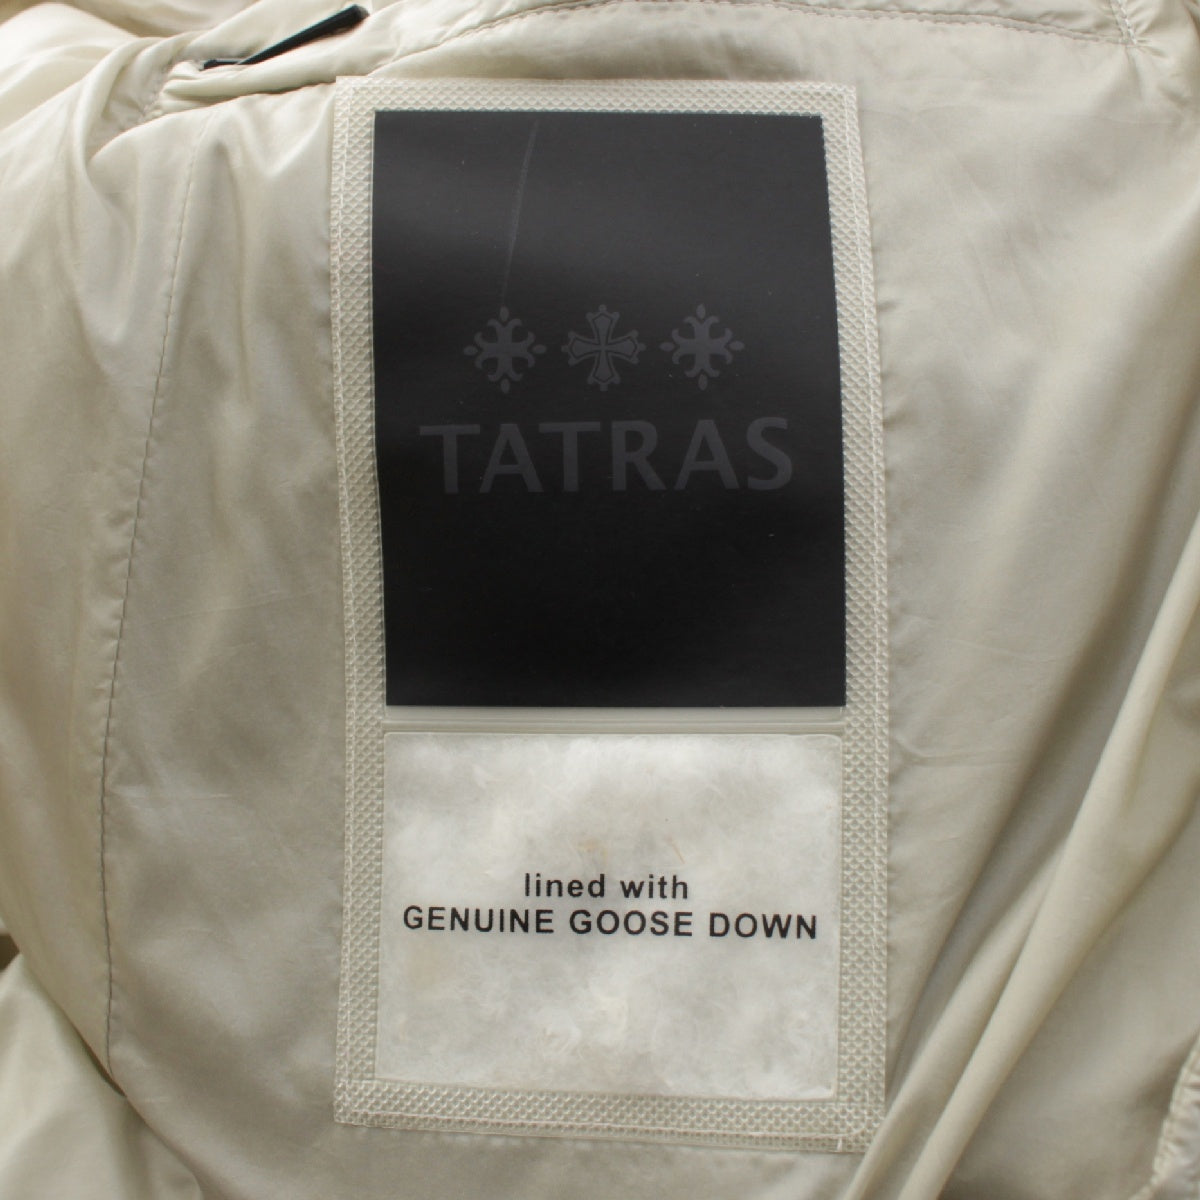 TATRAS
lined with
GENUINE GOOSE DOWN